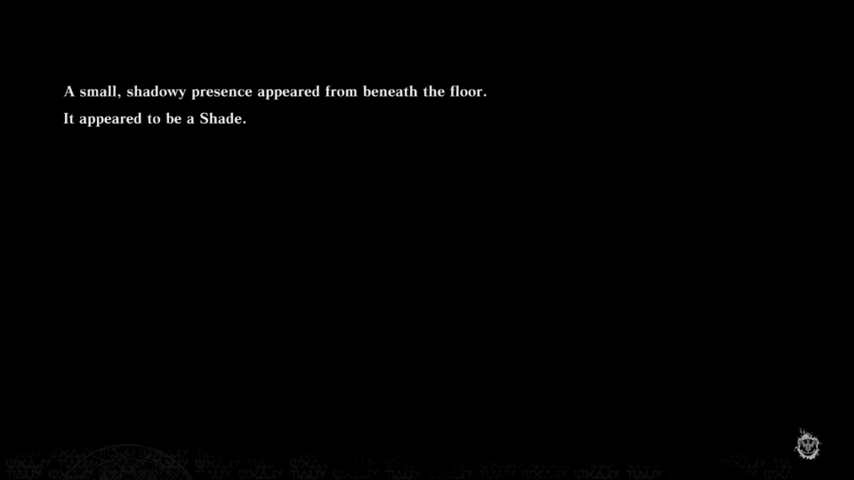 A small, shadowy presence appeared from beneath the floor.
It appeared to be a Shade.